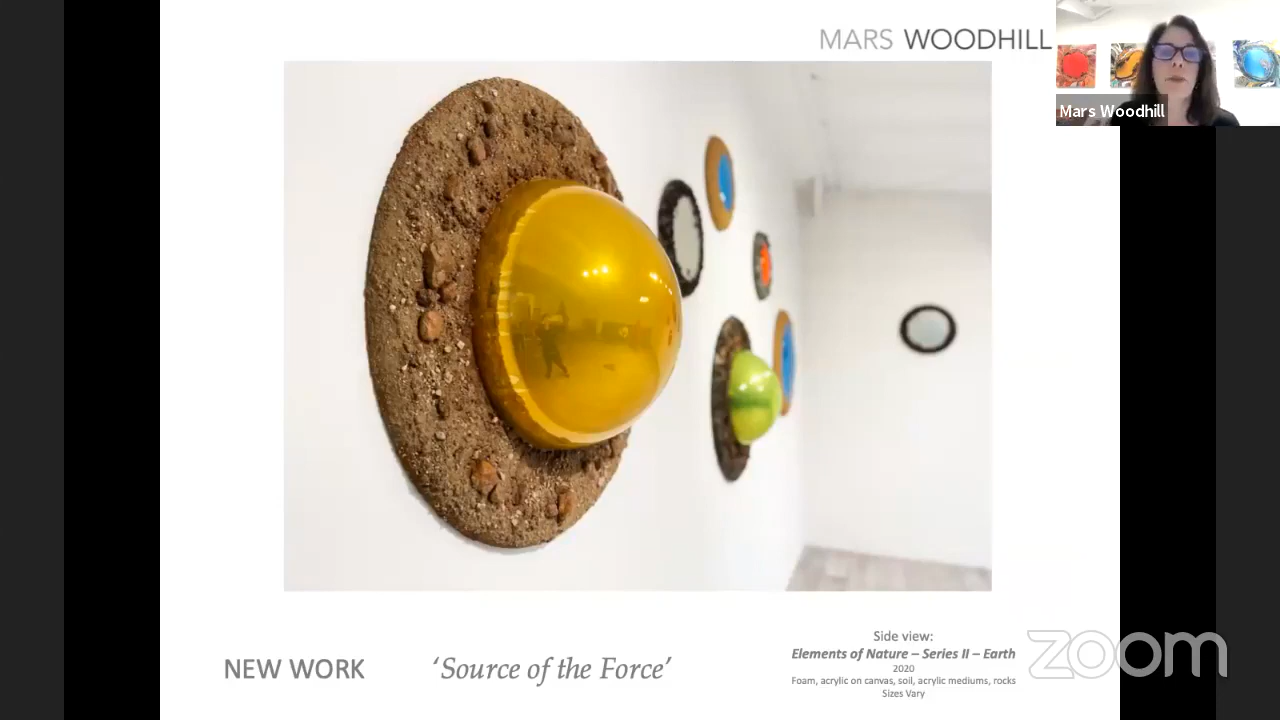 MARS WOODHILL
Mars Woodhill
NEW WORK
‘Source of the Force’
Side view:
Elements of Nature – Series II – Earth
2020
Foam, acrylic on canvas, soil, acrylic mediums, rocks
Sizes Vary
zoom